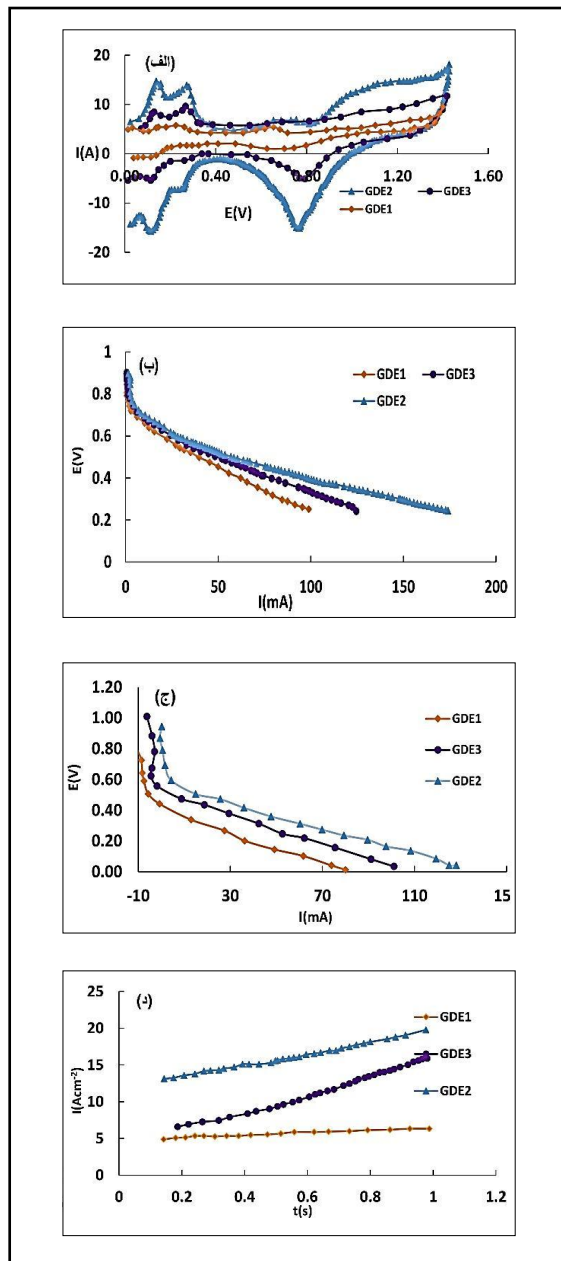 (الف)
20
15
10
5
I(A) 0
-5
-10
-15
-20
0.00 0.40 0.80 1.20 1.60
E(V)
GDE2 GDE3
GDE1
(ب)
1
0.8
0.6
0.4
0.2
0
E(V)
GDE1 GDE3
GDE2
0 50 100 150 200
I(mA)
(ج)
1.20
1.00
0.80
0.60
0.40
0.20
0.00
E(V)
GDE1
GDE3
GDE2
-10 30 70 110 15
I(mA)
(د)
25
20
15
10
5
0
I(Acm-2)
GDE1
GDE3
GDE2
0 0.2 0.4 0.6 0.8 1
t(s)